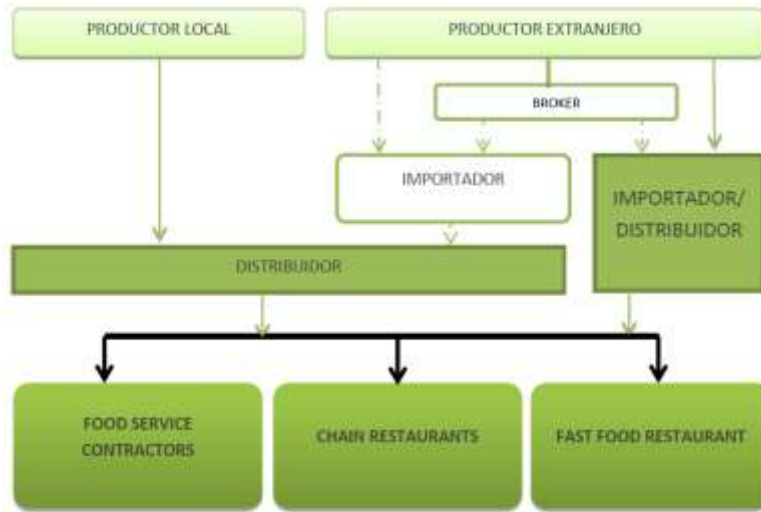 PRODUCTOR LOCAL
PRODUCTOR EXTRANJERO
BROKER
IMPORTADOR
IMPORTADOR/
DISTRIBUIDOR
DISTRIBUIDOR
FOOD SERVICE
CONTRACTORS
CHAIN RESTAURANTS
FAST FOOD RESTAURANT